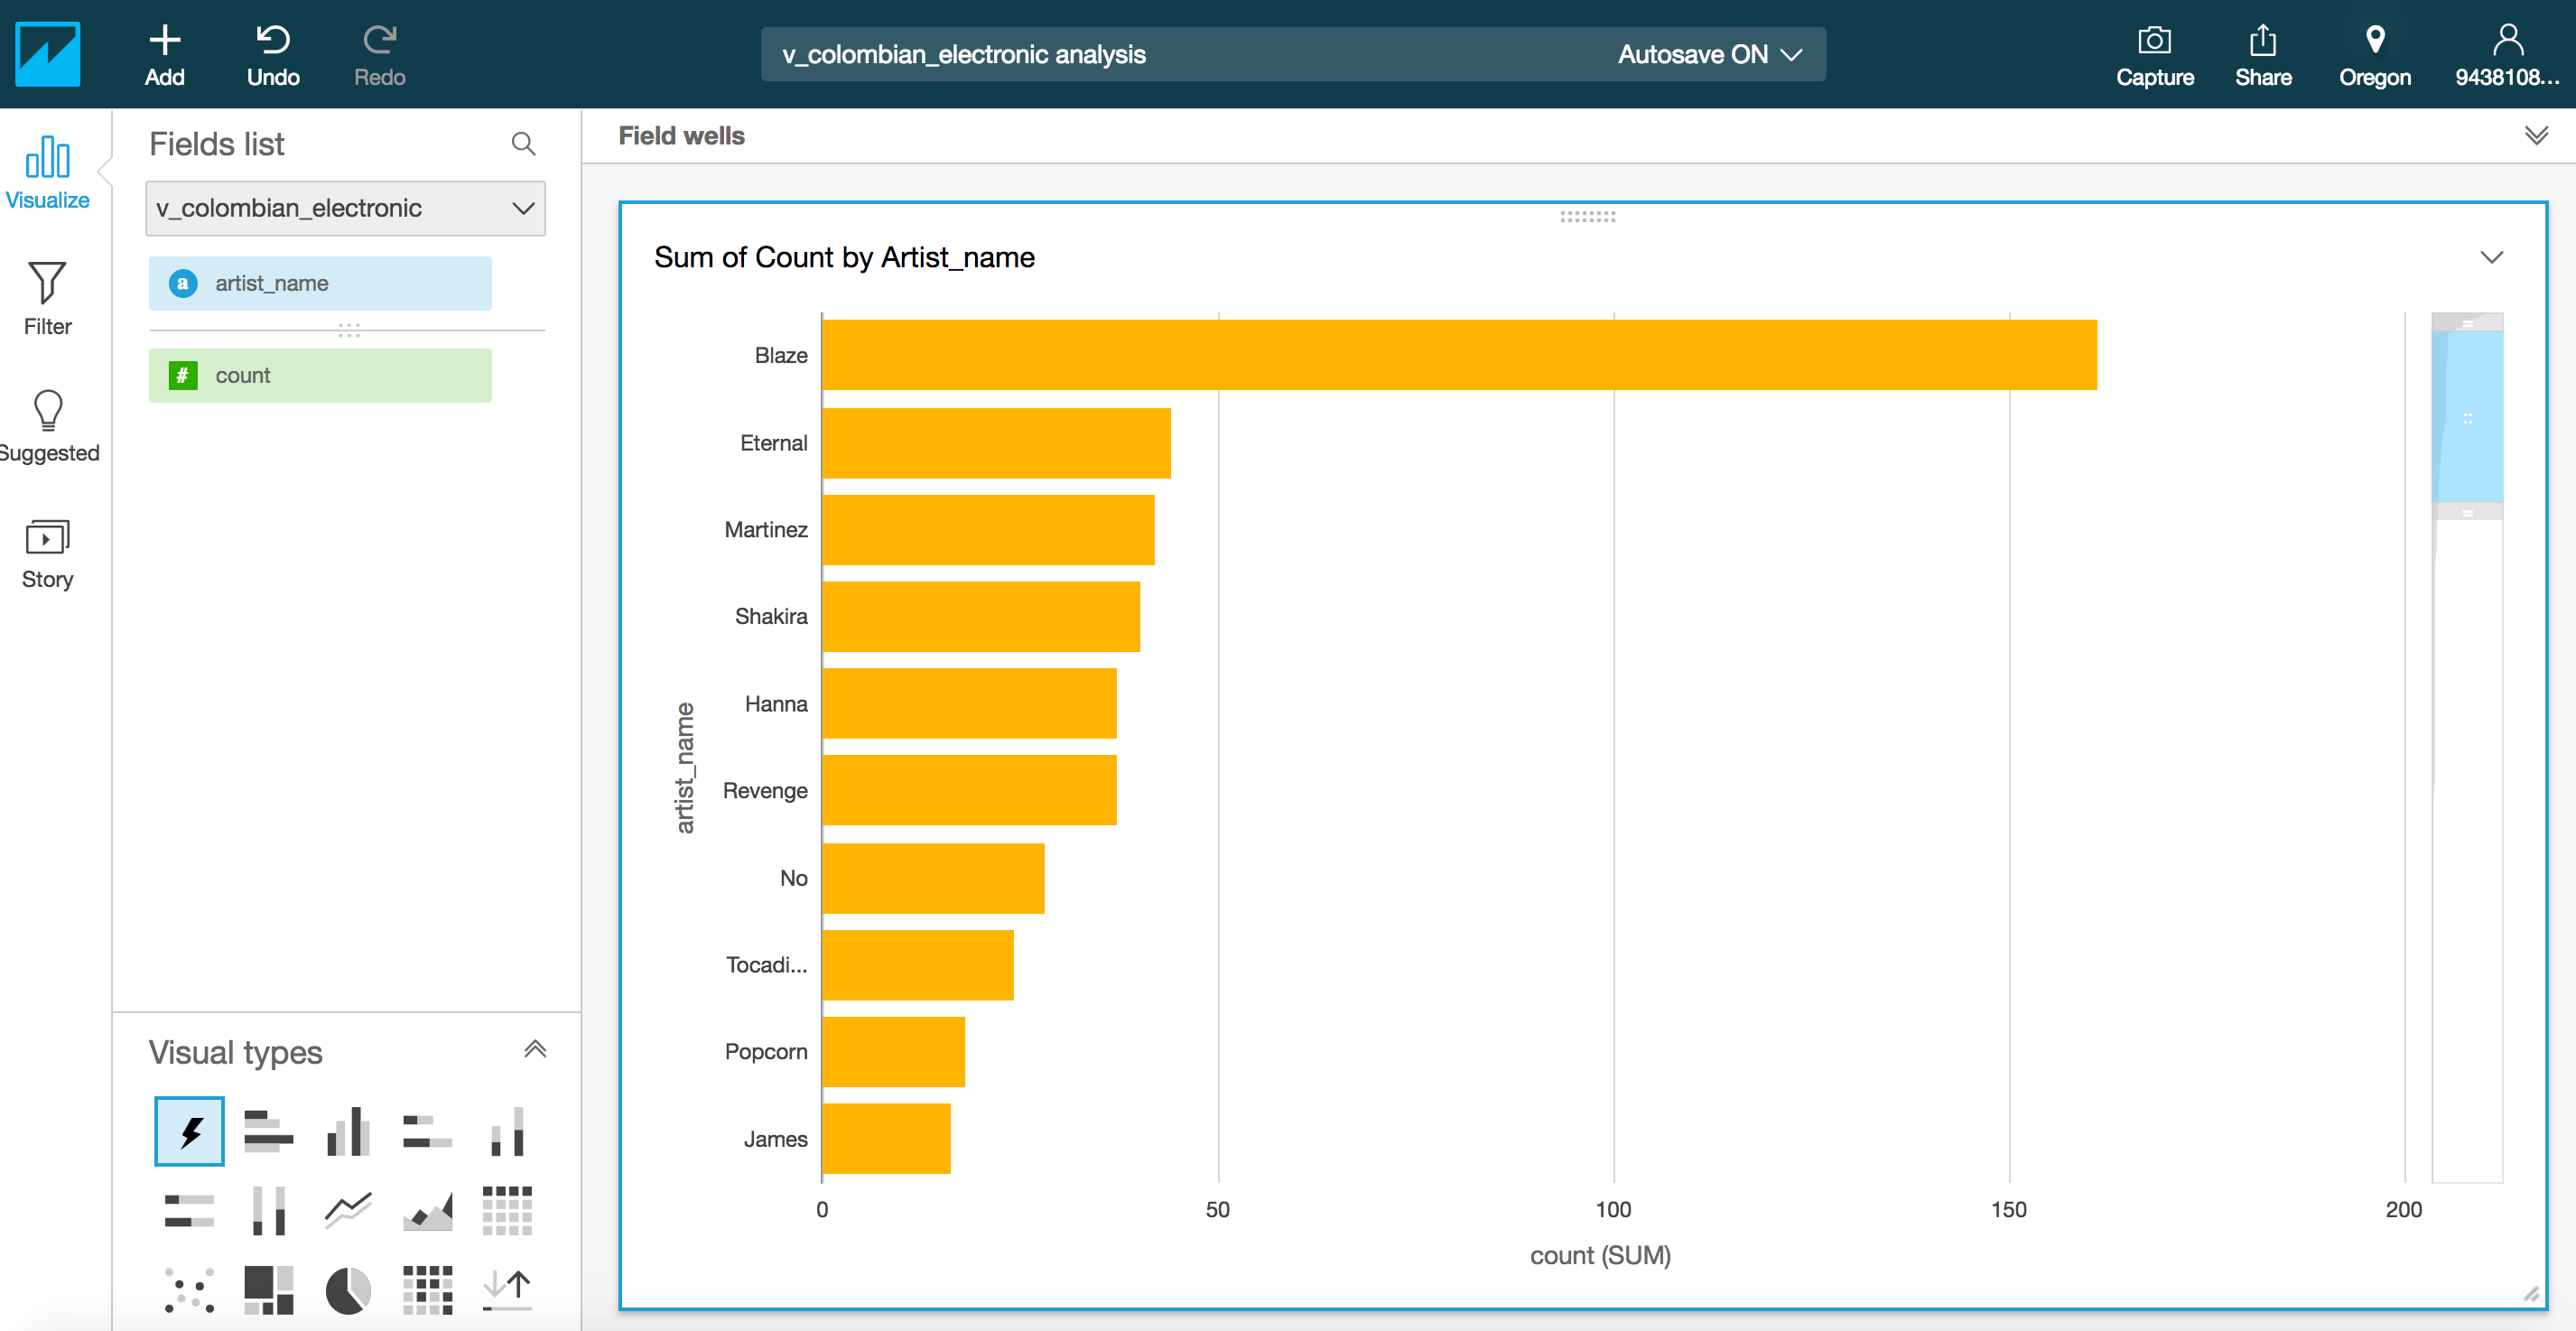 Add
Undo
Redo
v_colombian_electronic analysis
Autosave ON
Capture
Share
Oregon
9438108...
Visualize
Filter
Suggested
Story
Fields list
v_colombian_electronic
a artist_name
# count
Visual types
Field wells
Sum of Count by Artist_name
artist_name
Blaze
Eternal
Martinez
Shakira
Hanna
Revenge
No
Tocadi...
Popcorn
James
0 50 100 150 200
count (SUM)